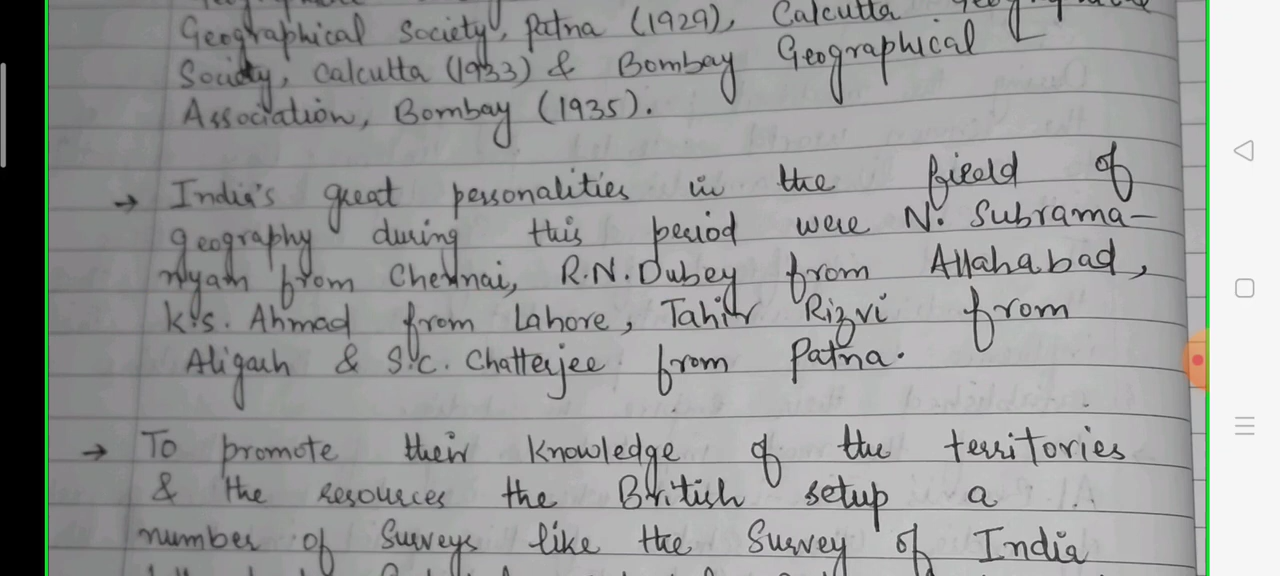 Geographical Society, Patna (1929), Calcutta
Society, Calcutta (1933) & Bombay Geographical
Association, Bombay (1935).
→ India's great personalities in the field of
geography during this period were N. Subrama-
nyam from Chennai, R.N. Dubey from Allahabad,
K.S. Ahmad from Lahore, Tahir Rizvi from
Aligarh & S.C. Chatterjee from Patna.
→ To promote their knowledge of the territories
& the resources the British setup a
number of Surveys like the Survey of India